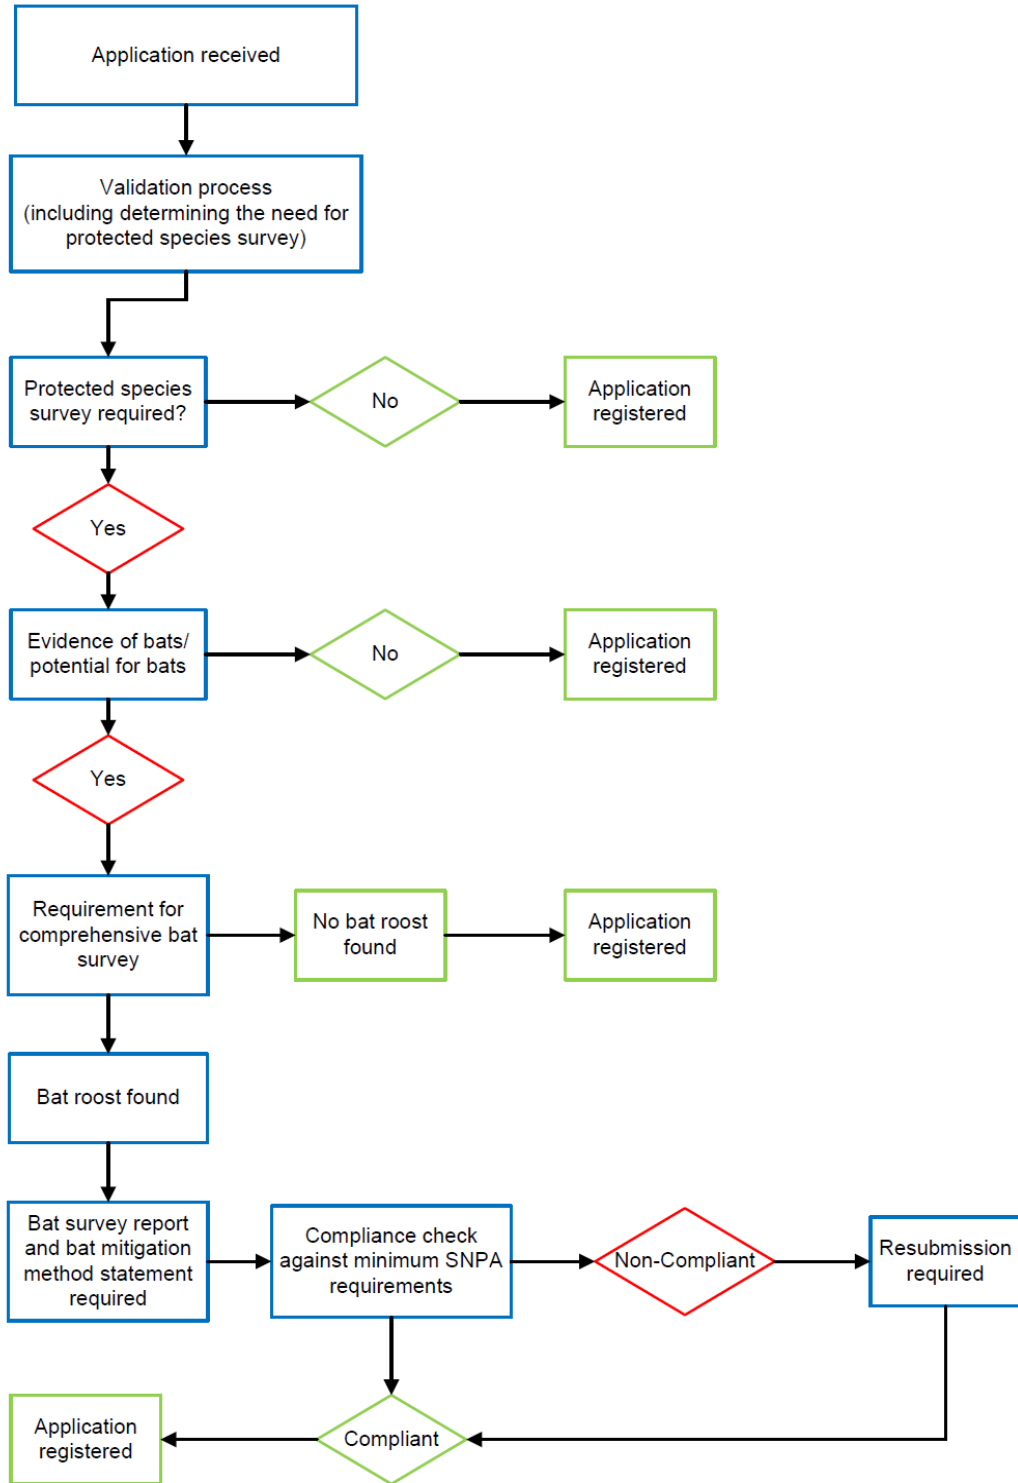 Application received
Validation process
(including determining the need for
protected species survey)
Protected species
survey required?
No
Application
registered
Yes
Evidence of bats/
potential for bats
No
Application
registered
Yes
Requirement for
comprehensive bat
survey
No bat roost
found
Application
registered
Bat roost found
Bat survey report
and bat mitigation
method statement
required
Compliance check
against minimum SNPA
requirements
Non-Compliant
Resubmission
required
Application
registered
Compliant